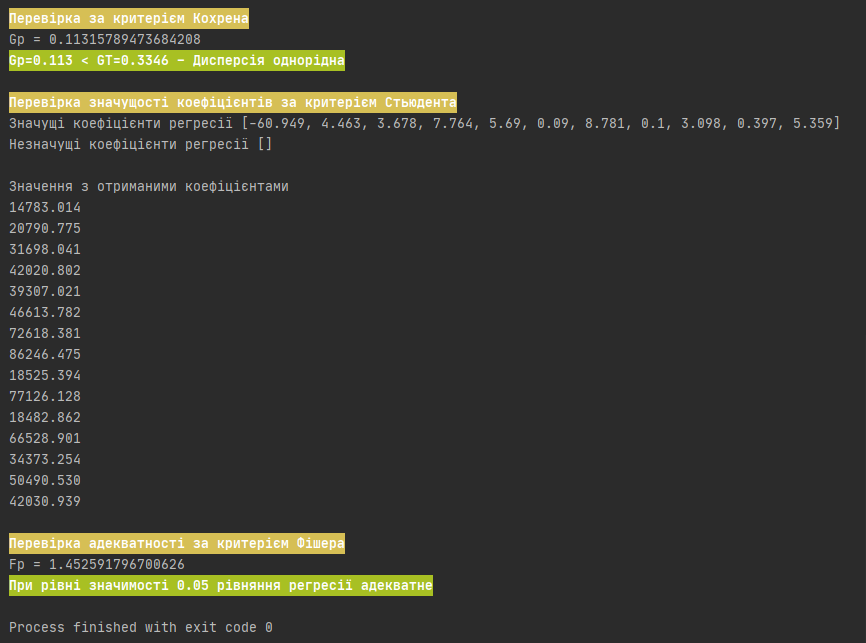 Перевірка за критерієм Кохрена
Gp = 0.11315789473684208
Gp=0.113 < GT=0.3346 - Дисперсія однорідна
Перевірка значущості коефіцієнтів за критерієм Стьюдента
Значущі коефіцієнти регресії [-60.949, 4.463, 3.678, 7.764, 5.69, 0.09, 8.781, 0.1, 3.098, 0.397, 5.359]
Незначущі коефіцієнти регресії []
Значення з отриманими коефіцієнтами
14783.014
20790.775
31698.041
42020.802
39307.021
46613.782
72618.381
86246.475
18525.394
77126.128
18482.862
66528.901
34373.254
50490.530
42030.939
Перевірка адекватності за критерієм Фішера
Fp = 1.452591796700626
При рівні значимості 0.05 рівняння регресії адекватне
Process finished with exit code 0